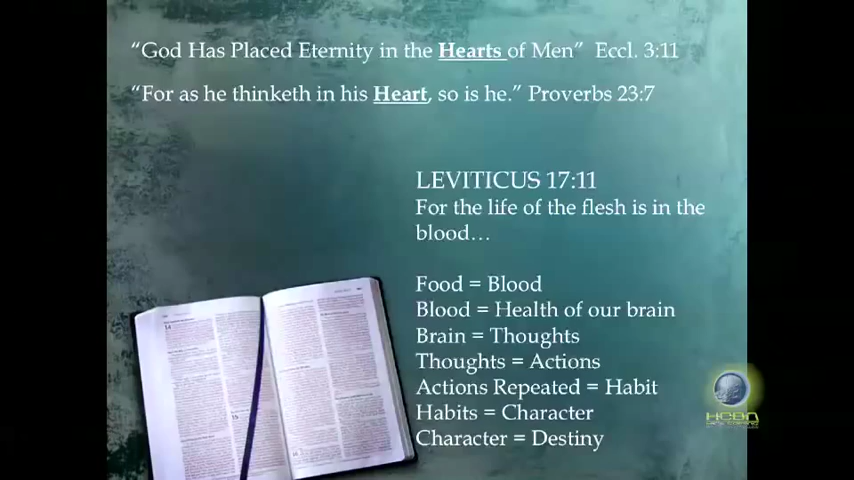 “God Has Placed Eternity in the Hearts of Men” Eccl. 3:11
“For as he thinketh in his Heart, so is he.” Proverbs 23:7
LEVITICUS 17:11
For the life of the flesh is in the
blood…
Food = Blood
Blood = Health of our brain
Brain = Thoughts
Thoughts = Actions
Actions Repeated = Habit
Habits = Character
Character = Destiny
HCBN